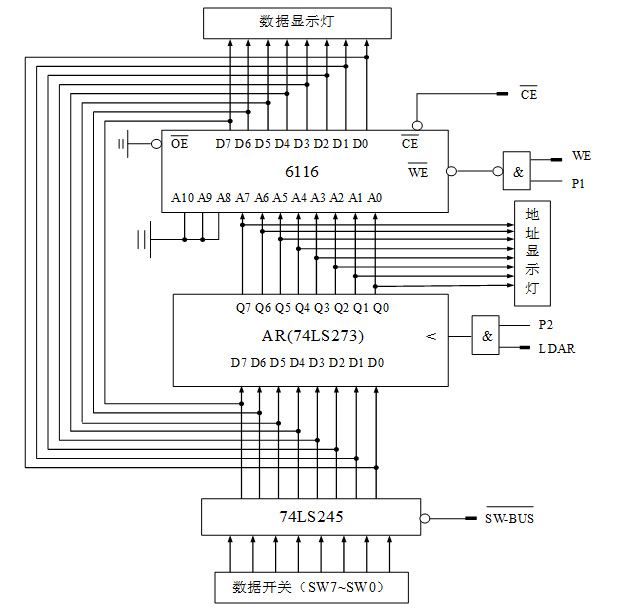 数据显示灯
CE
D7 D6 D5 D4 D3 D2 D1 D0
OE
CE
6116
WE
&
WE
P1
A10 A9 A8 A7 A6 A5 A4 A3 A2 A1 A0
地址显示灯
Q7 Q6 Q5 Q4 Q3 Q2 Q1 Q0
AR(74LS273)
<
&
P2
LDAR
D7 D6 D5 D4 D3 D2 D1 D0
74LS245
SW-BUS
数据开关（SW7~SW0）